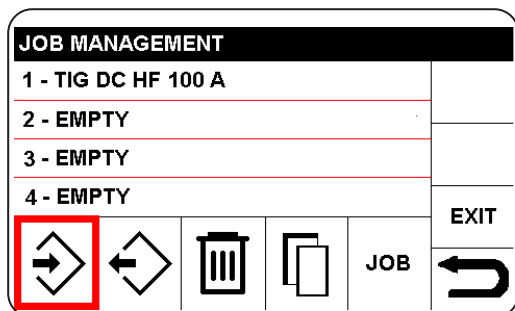 JOB MANAGEMENT
1 - TIG DC HF 100 A
2 - EMPTY
3 - EMPTY
4 - EMPTY
EXIT
JOB